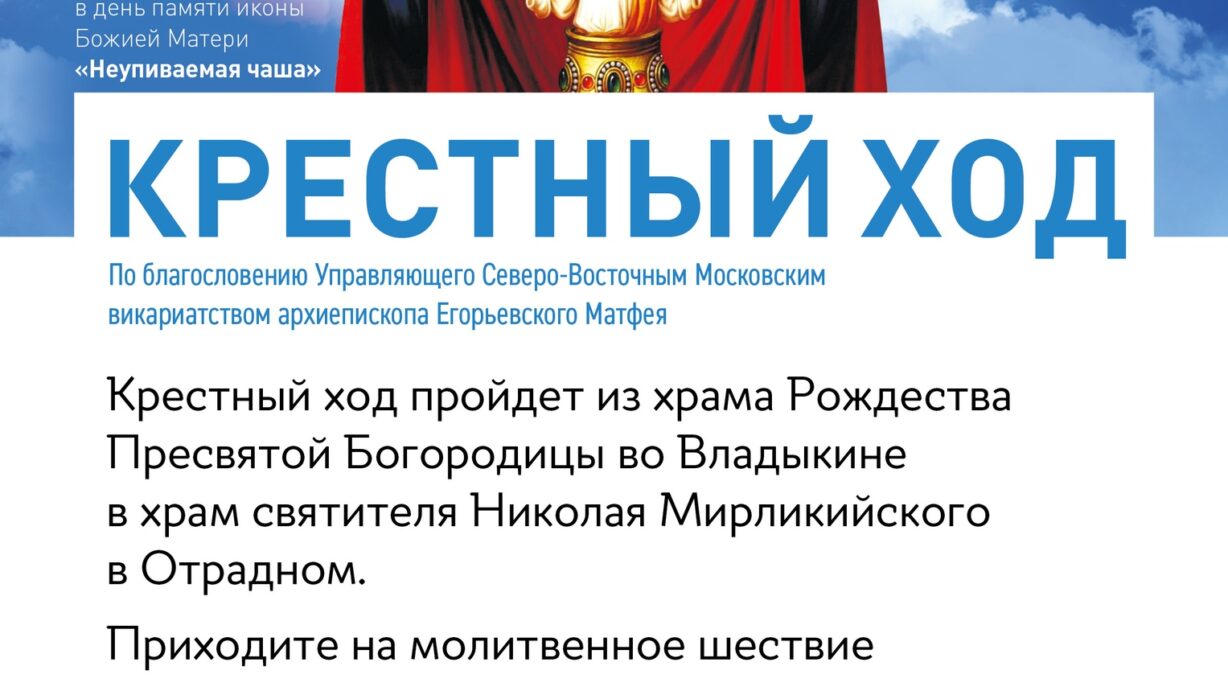 в день памяти иконы
Божией Матери
«Неупиваемая чаша»
КРЕСТНЫЙ ХОД
По благословению Управляющего Северо-Восточным Московским
викариатством архиепископа Егорьевского Матфея
Крестный ход пройдет из храма Рождества
Пресвятой Богородицы во Владыкине
в храм святителя Николая Мирликийского
в Отрадном.
Приходите на молитвенное шествие